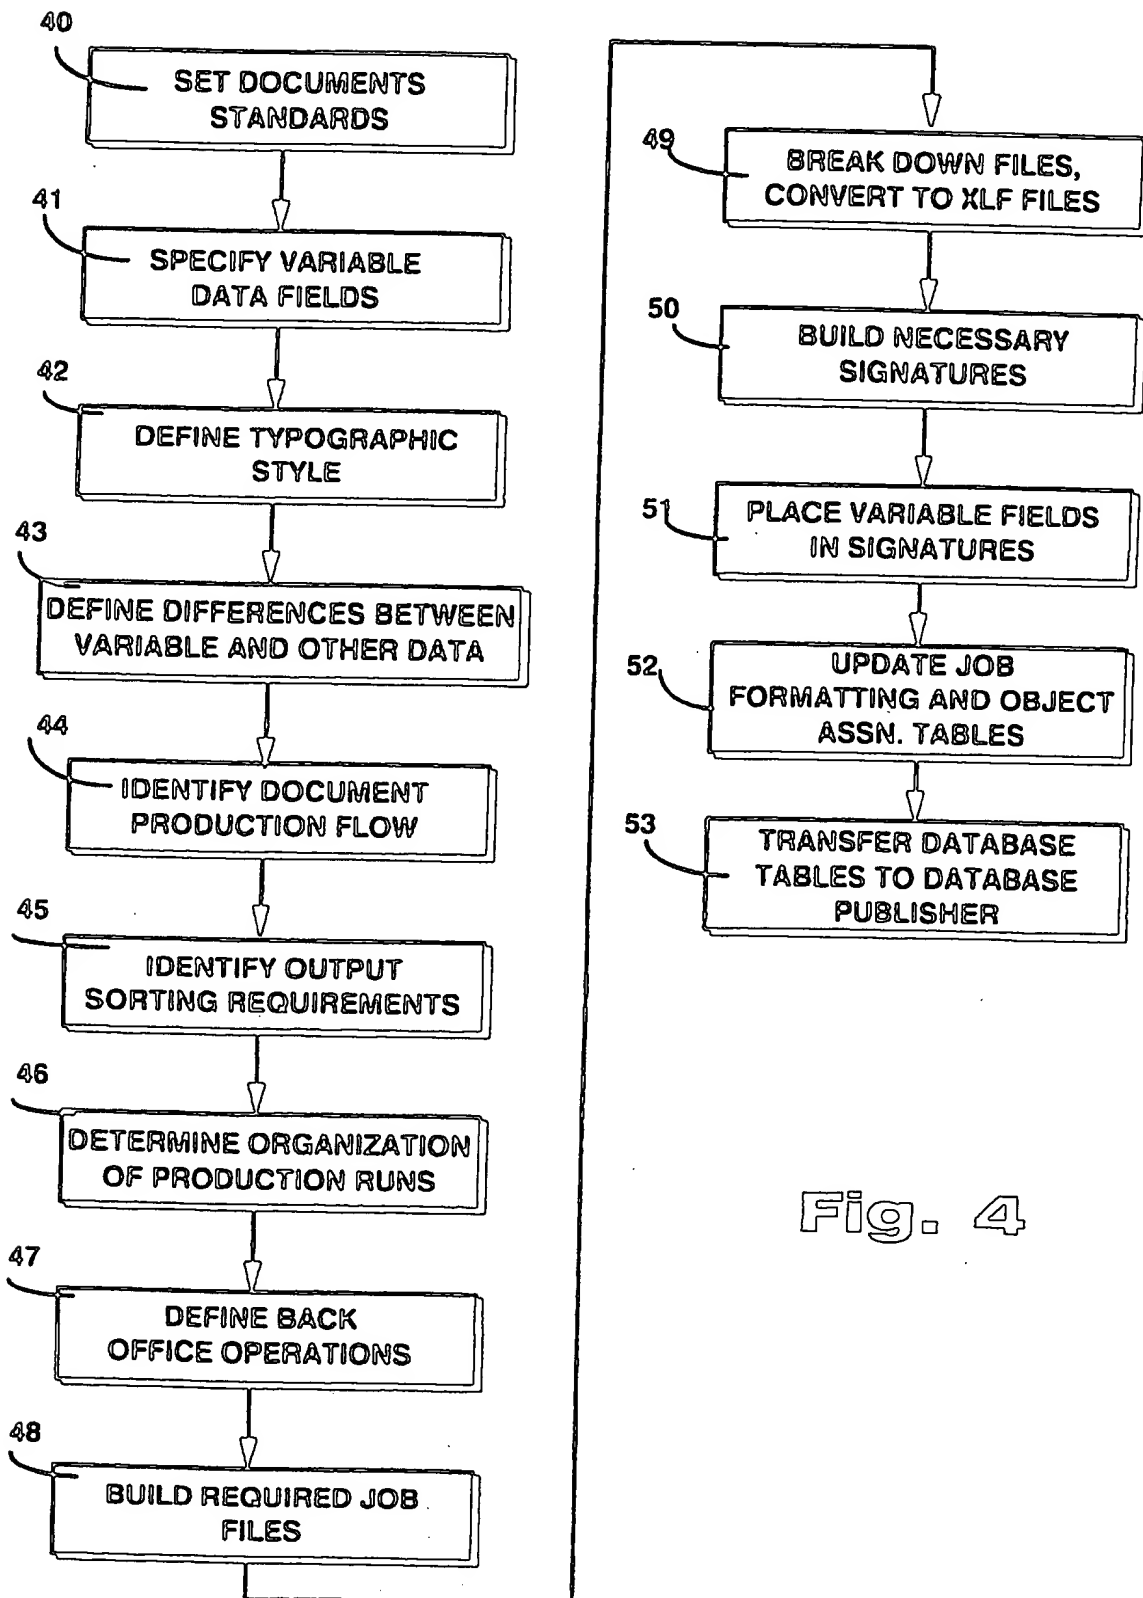 40
SET DOCUMENTS
STANDARDS
41
SPECIFY VARIABLE
DATA FIELDS
42
DEFINE TYPOGRAPHIC
STYLE
43
DEFINE DIFFERENCES BETWEEN
VARIABLE AND OTHER DATA
44
IDENTIFY DOCUMENT
PRODUCTION FLOW
45
IDENTIFY OUTPUT
SORTING REQUIREMENTS
46
DETERMINE ORGANIZATION
OF PRODUCTION RUNS
47
DEFINE BACK
OFFICE OPERATIONS
48
BUILD REQUIRED JOB
FILES
49
BREAK DOWN FILES,
CONVERT TO XLF FILES
50
BUILD NECESSARY
SIGNATURES
51
PLACE VARIABLE FIELDS
IN SIGNATURES
52
UPDATE JOB
FORMATTING AND OBJECT
ASSN. TABLES
53
TRANSFER DATABASE
TABLES TO DATABASE
PUBLISHER
Fig. 4